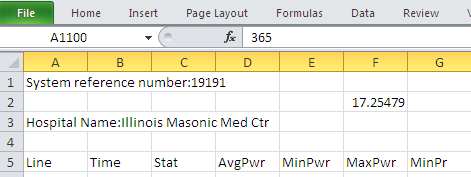 File Home Insert Page Layout Formulas Data Review
A1100 fx 365
A B C D E F G
1 System reference number:19191
2 17.25479
3 Hospital Name:Illinois Masonic Med Ctr
4
5 Line Time Stat AvgPwr MinPwr MaxPwr MinPr